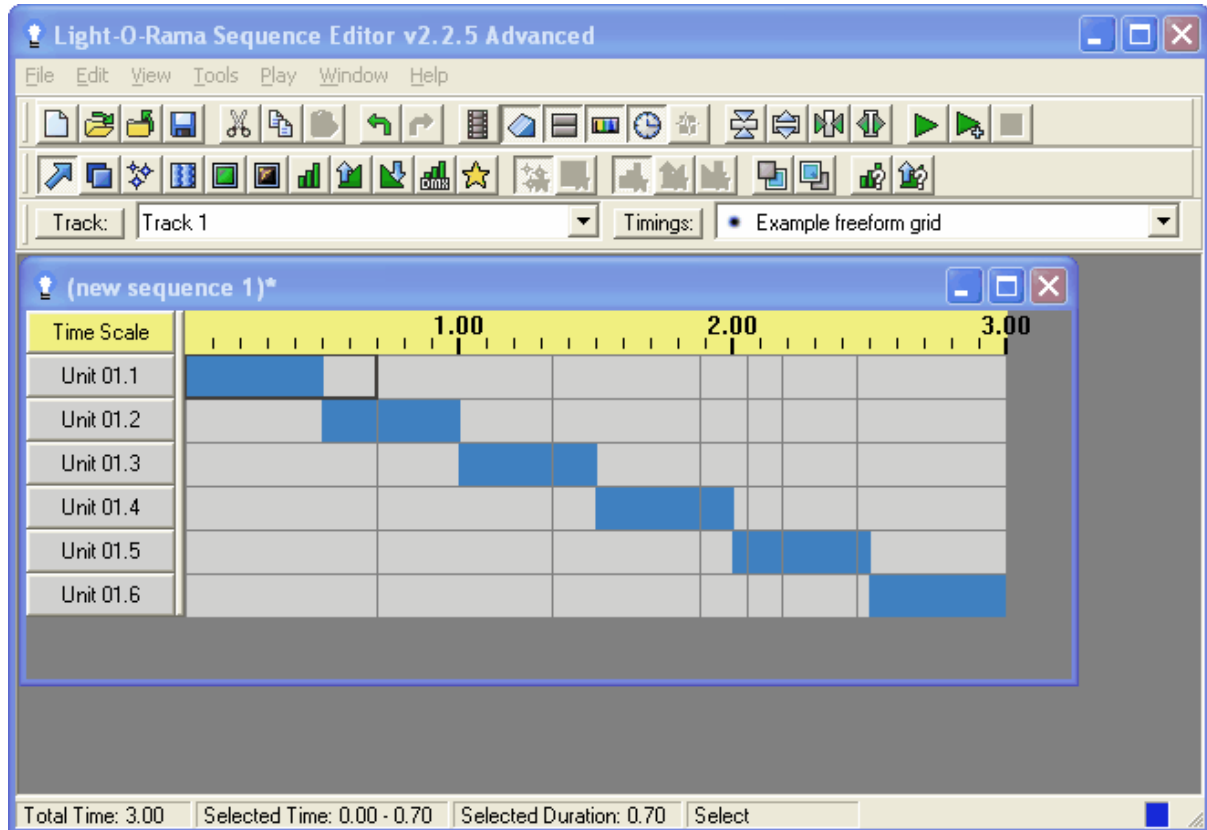 Light-O-Rama Sequence Editor v2.2.5 Advanced
File Edit View Tools Play Window Help
DMX
Track: Track 1 Timings: Example freeform grid
(new sequence 1)*
Time Scale 1.00 2.00 3.00
Unit 01.1
Unit 01.2
Unit 01.3
Unit 01.4
Unit 01.5
Unit 01.6
Total Time: 3.00 Selected Time: 0.00 - 0.70 Selected Duration: 0.70 Select